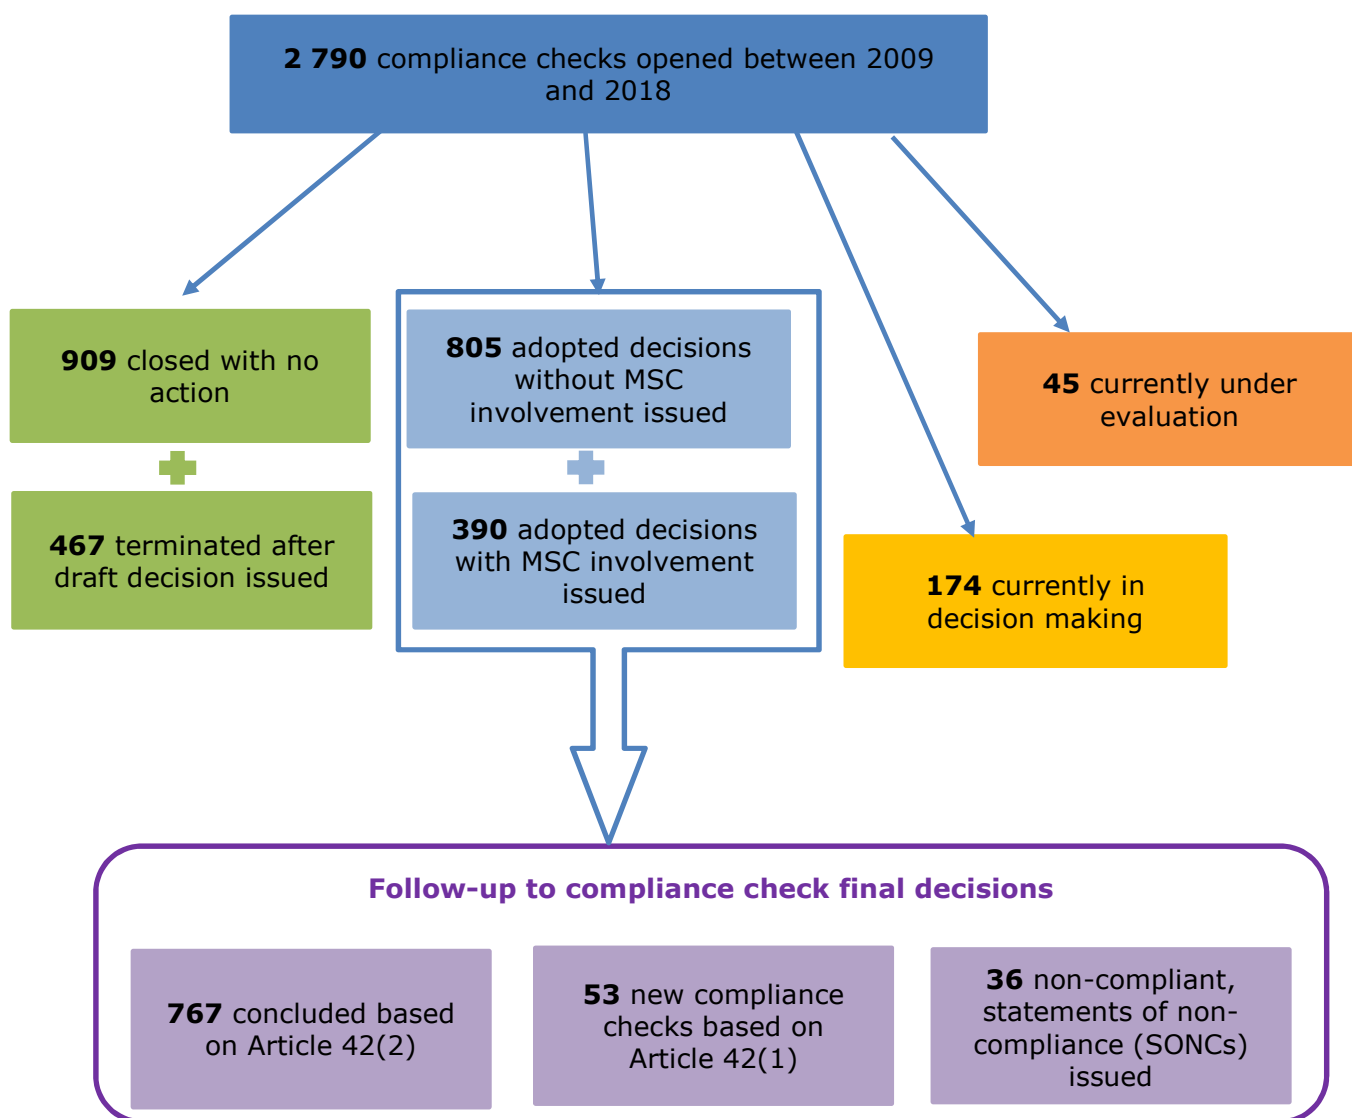 2 790 compliance checks opened between 2009
and 2018
909 closed with no
action
467 terminated after
draft decision issued
805 adopted decisions
without MSC
involvement issued
390 adopted decisions
with MSC involvement
issued
45 currently under
evaluation
174 currently in
decision making
Follow-up to compliance check final decisions
767 concluded based
on Article 42(2)
53 new compliance
checks based on
Article 42(1)
36 non-compliant,
statements of non-
compliance (SONCs)
issued